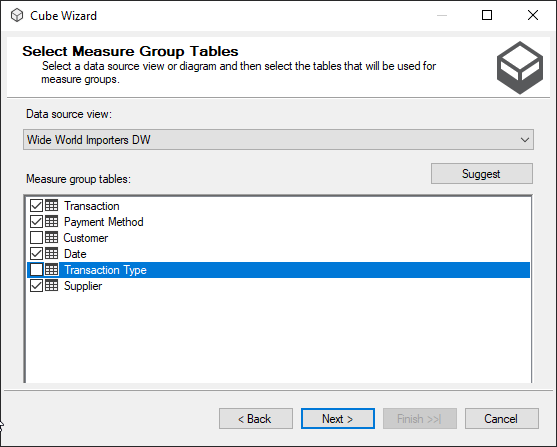 Cube Wizard
Select Measure Group Tables
Select a data source view or diagram and then select the tables that will be used for
measure groups.
Data source view:
Wide World Importers DW
Measure group tables:
Suggest
Transaction
Payment Method
Customer
Date
Transaction Type
Supplier
< Back
Next >
Finish >>|
Cancel